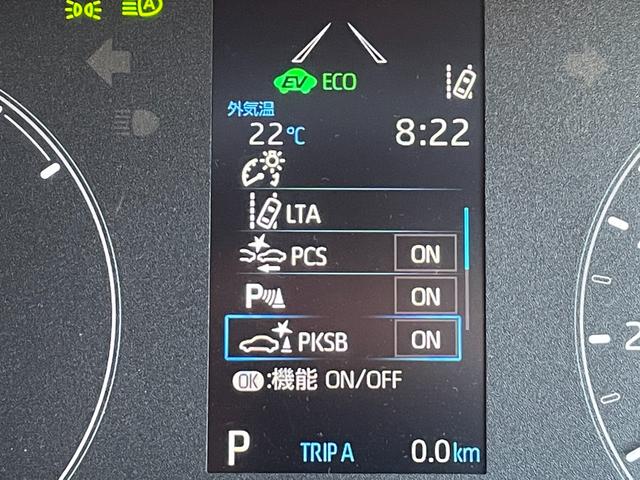 A
EV ECO
外気温
22℃ 8:22
LTA
PCS ON
P ON
PKSB ON
OK:機能 ON/OFF
P TRIP A 0.0km
2